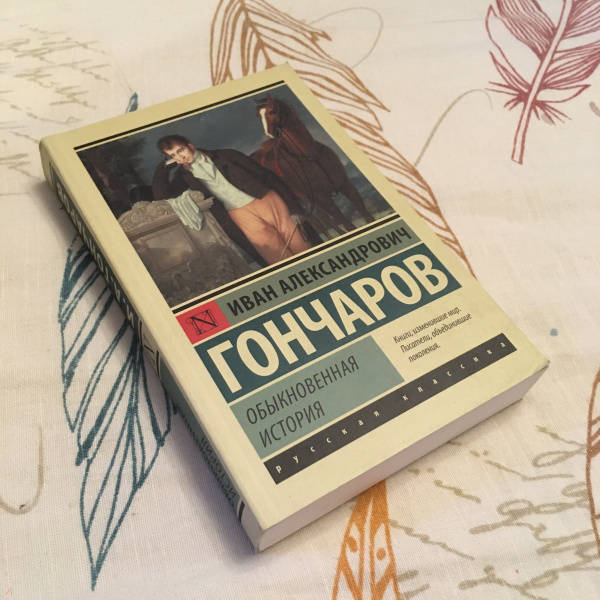 N
ИВАН АЛЕКСАНДРОВИЧ
ГОНЧАРОВ
Книги, изменившие мир.
Писатели, объединившие
поколения.
ОБЫКНОВЕННАЯ
ИСТОРИЯ
русская классика